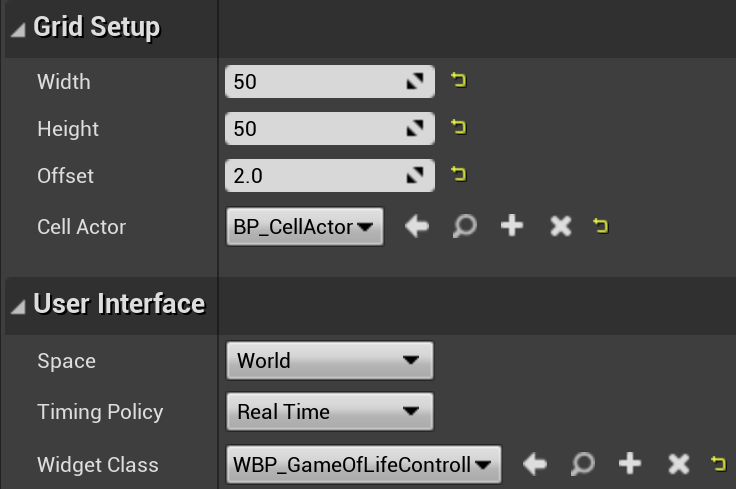 Grid Setup
Width 50
Height 50
Offset 2.0
Cell Actor BP_CellActor
User Interface
Space World
Timing Policy Real Time
Widget Class WBP_GameOfLifeControll